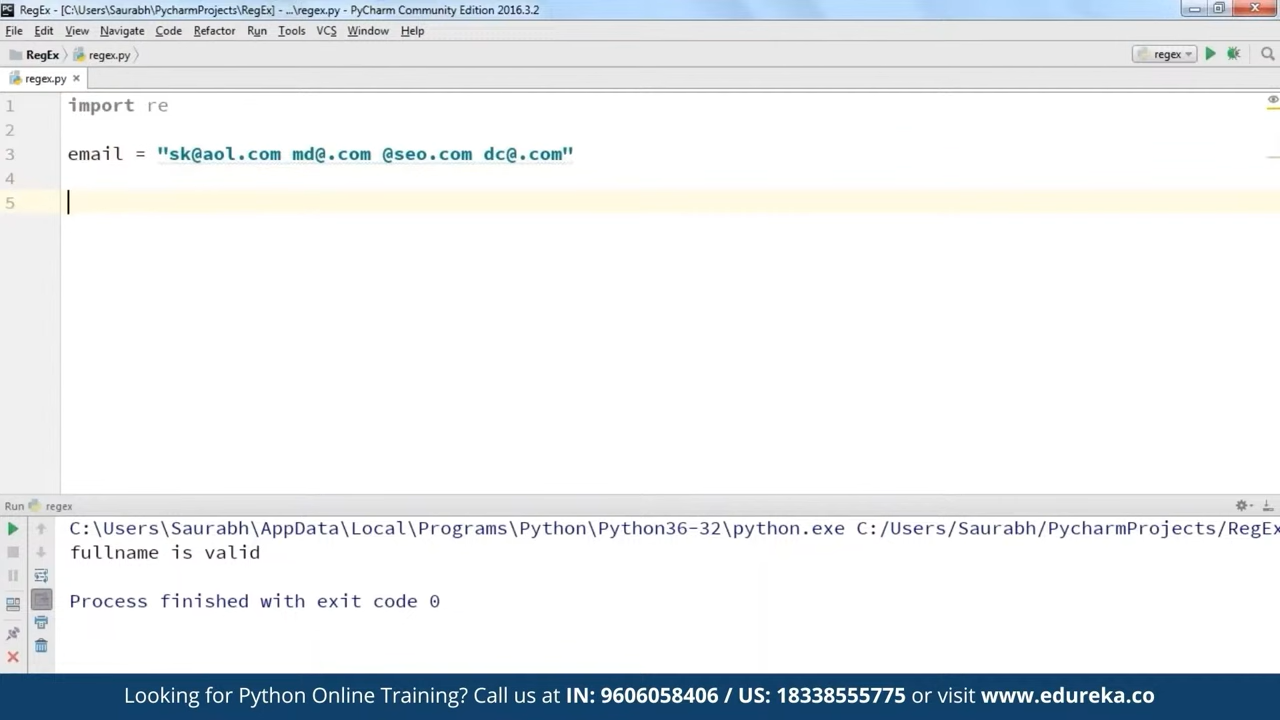 RegEx - [C:\Users\Saurabh\PycharmProjects\RegEx] - ...\regex.py - PyCharm Community Edition 2016.3.2
File Edit View Navigate Code Refactor Run Tools VCS Window Help
RegEx regex.py regex
regex.py
1 import re
2
3 email = "sk@aol.com md@.com @seo.com dc@.com"
4
5
Run regex
C:\Users\Saurabh\AppData\Local\Programs\Python\Python36-32\python.exe C:/Users/Saurabh/PycharmProjects/RegEx
fullname is valid
Process finished with exit code 0
Looking for Python Online Training? Call us at IN: 9606058406 / US: 18338555775 or visit www.edureka.co